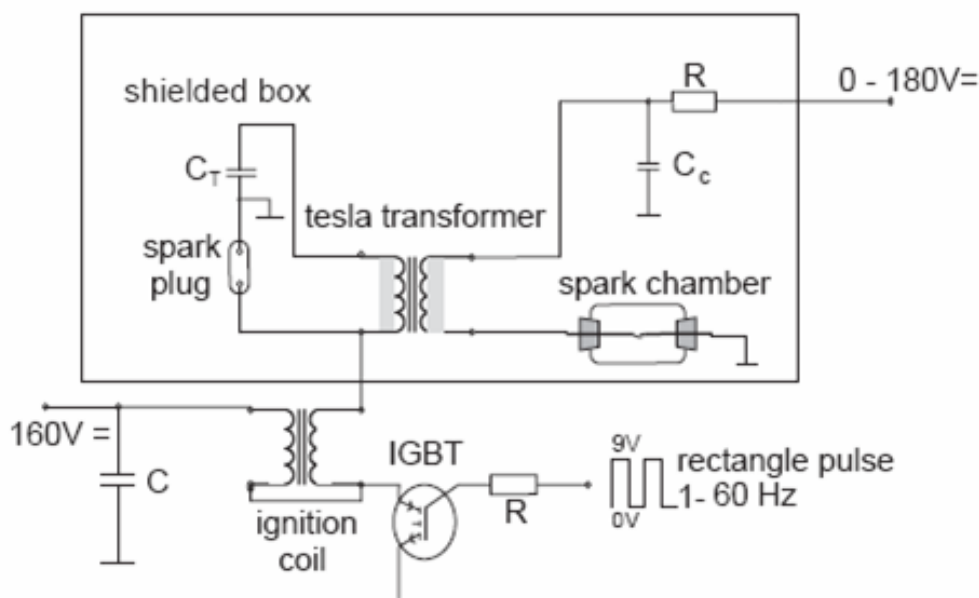 R
0 - 180V=
shielded box
C_T
C_c
tesla transformer
spark
plug
spark chamber
160V =
C
IGBT
R
9V
0V
rectangle pulse
1- 60 Hz
ignition
coil